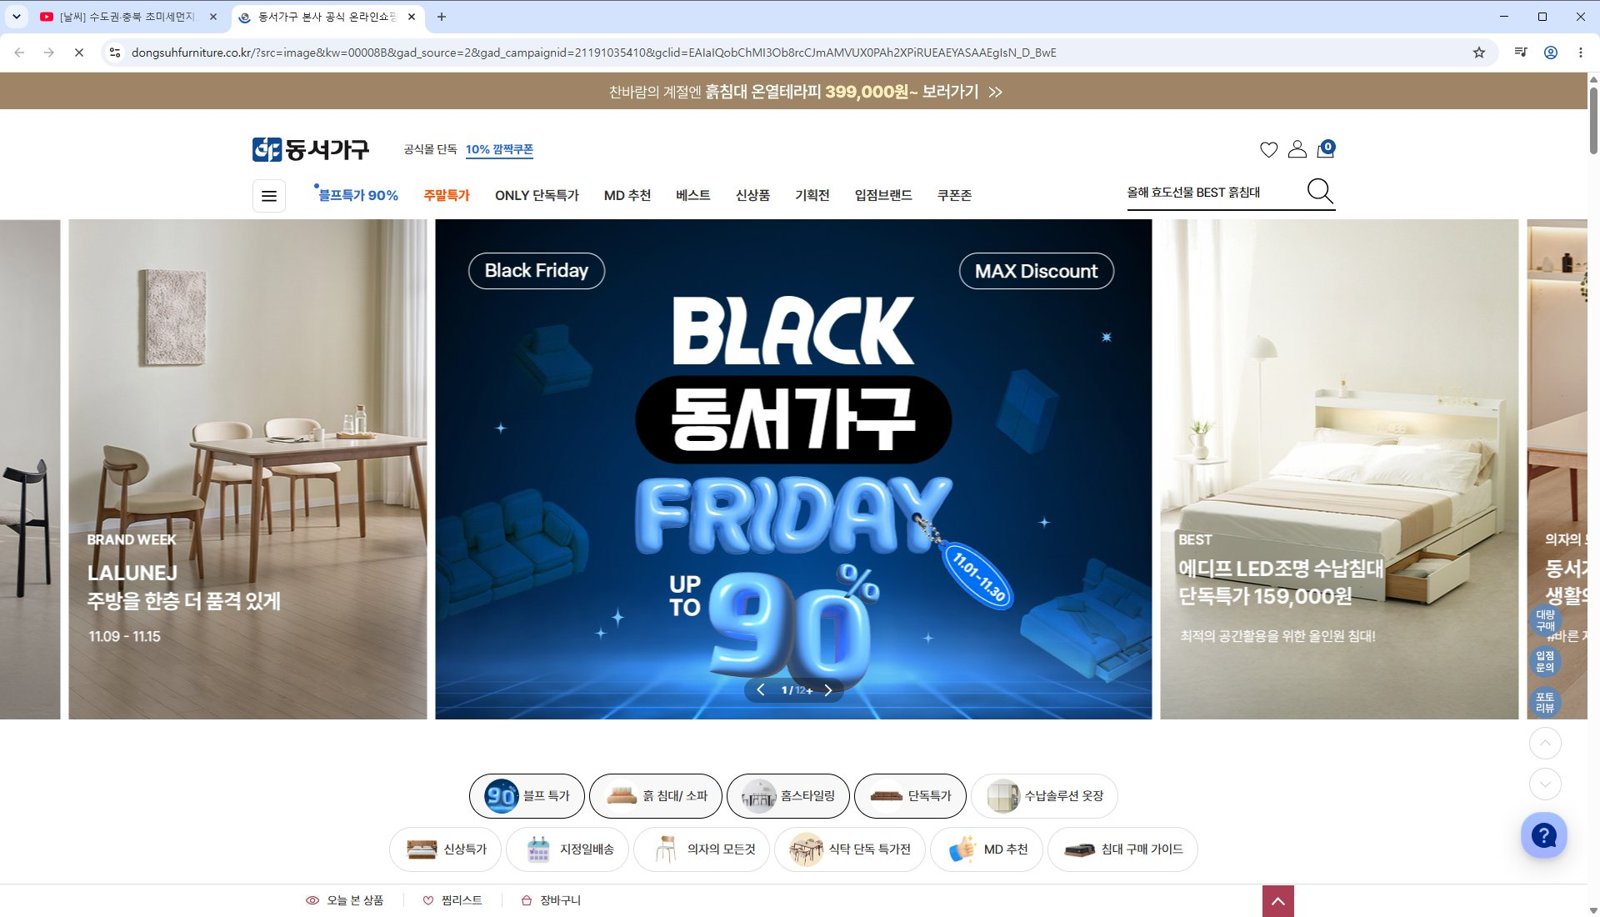 [날씨] 수도권·충북 초미세먼지
동서가구 본사 공식 온라인쇼핑
dongsuhfurniture.co.kr/?src=image&kw=00008B&gad_source=2&gad_campaignid=21191035410&gclid=EAIaIQobChMI3Ob8rcCJmAMVUX0PAh2XPiRUEAEYASAAEgIsN_D_BwE
찬바람의 계절엔 흙침대 온열테라피 399,000원~ 보러가기 >>
동서가구
공식몰 단독 10% 깜짝쿠폰
0
블프특가 90% 주말특가 ONLY 단독특가 MD 추천 베스트 신상품 기획전 입점브랜드 쿠폰존
올해 효도선물 BEST 흙침대
BRAND WEEK
LALUNEJ
주방을 한층 더 품격 있게
11.09 - 11.15
Black Friday
MAX Discount
BLACK
동서가구
FRIDAY
11.01-11.30
UP TO
90%
1 / 12 +
BEST
에디프 LED조명 수납침대
단독특가 159,000원
최적의 공간활용을 위한 올인원 침대!
의자의
동서가
생활의
#바른
대량
구매
입점
문의
포토
리뷰
90 블프 특가
흙 침대/ 소파
홈스타일링
단독특가
수납솔루션 옷장
신상특가
지정일배송
의자의 모든것
식탁 단독 특가전
MD 추천
침대 구매 가이드
?
오늘 본 상품
찜리스트
장바구니